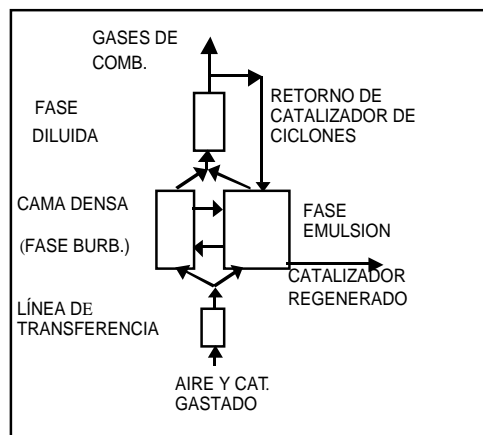 GASES DE
COMB.
RETORNO DE
CATALIZADOR DE
CICLONES
FASE
DILUIDA
CAMA DENSA
(FASE BURB.)
FASE
EMULSION
CATALIZADOR
REGENERADO
LÍNEA DE
TRANSFERENCIA
AIRE Y CAT.
GASTADO